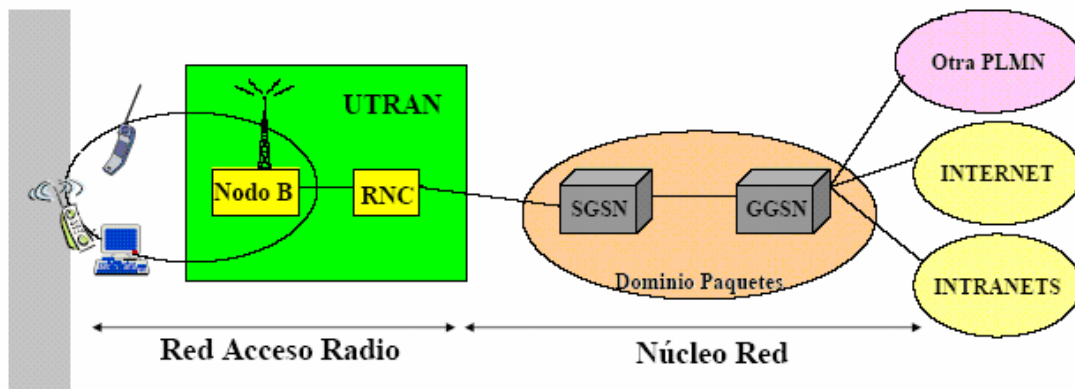 Otra PLMN
UTRAN
INTERNET
Nodo B
RNC
SGSN
GGSN
Dominio Paquetes
INTRANETS
Red Acceso Radio
Núcleo Red